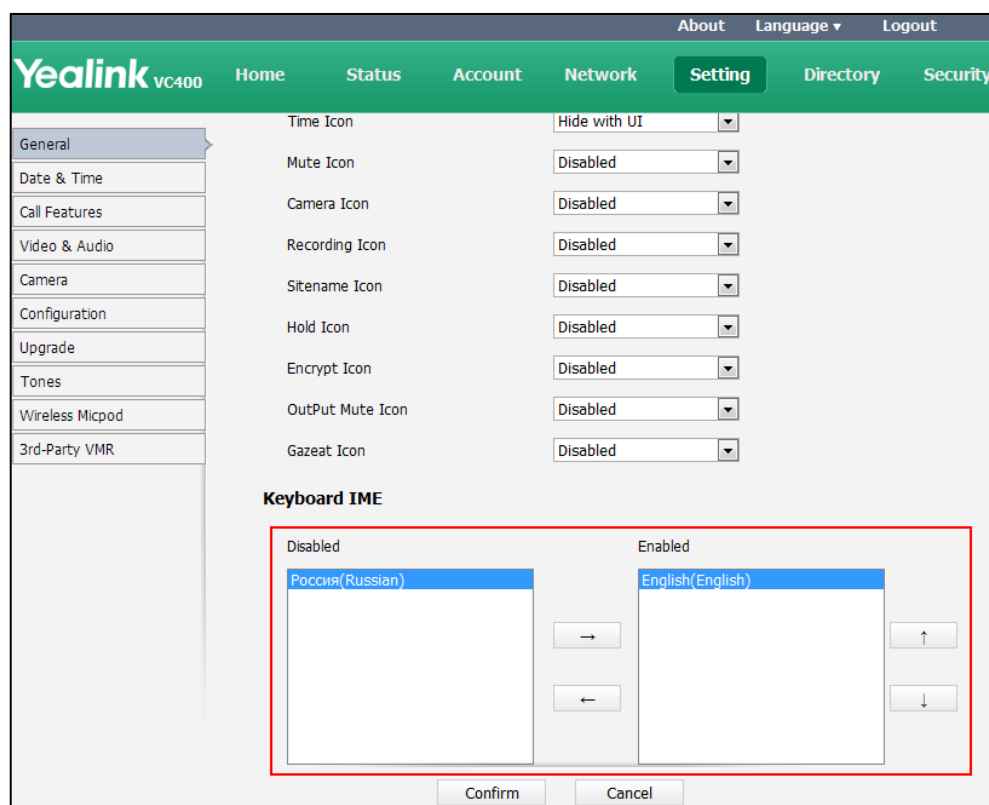 About Language ▾ Logout
Yealink VC400 Home Status Account Network Setting Directory Security
General
Date & Time
Call Features
Video & Audio
Camera
Configuration
Upgrade
Tones
Wireless Micpod
3rd-Party VMR
Time Icon Hide with UI
Mute Icon Disabled
Camera Icon Disabled
Recording Icon Disabled
Sitename Icon Disabled
Hold Icon Disabled
Encrypt Icon Disabled
OutPut Mute Icon Disabled
Gazeat Icon Disabled
Keyboard IME
Disabled Enabled
Россия(Russian) English(English)
→ ↑
← ↓
Confirm Cancel